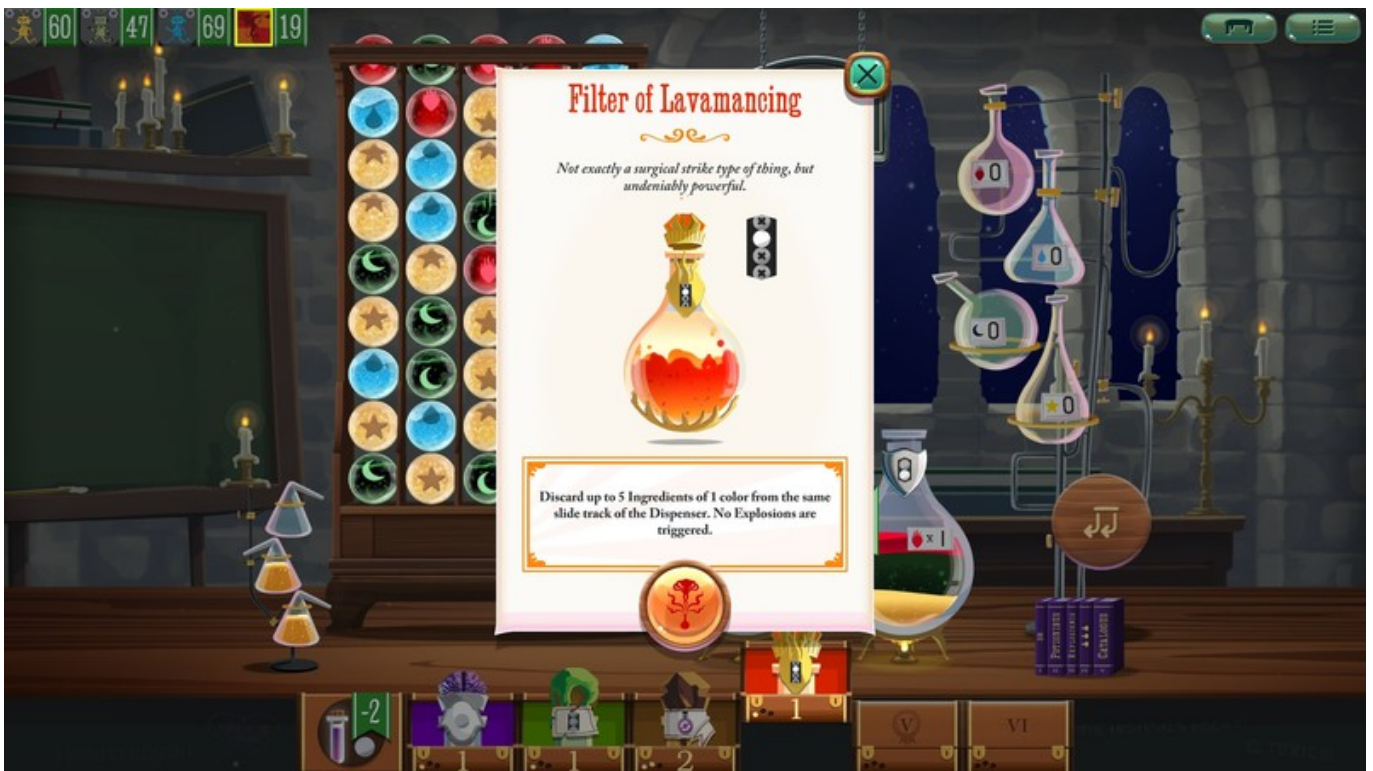 60 47 69 19
Filter of Lavamancing
Not exactly a surgical strike type of thing, but
undeniably powerful.
0
0
0
0
Discard up to 5 Ingredients of 1 color from the same
slide track of the Dispenser. No Explosions are
triggered.
x 1
Catalogue
-2
1 1 2 1 V VI